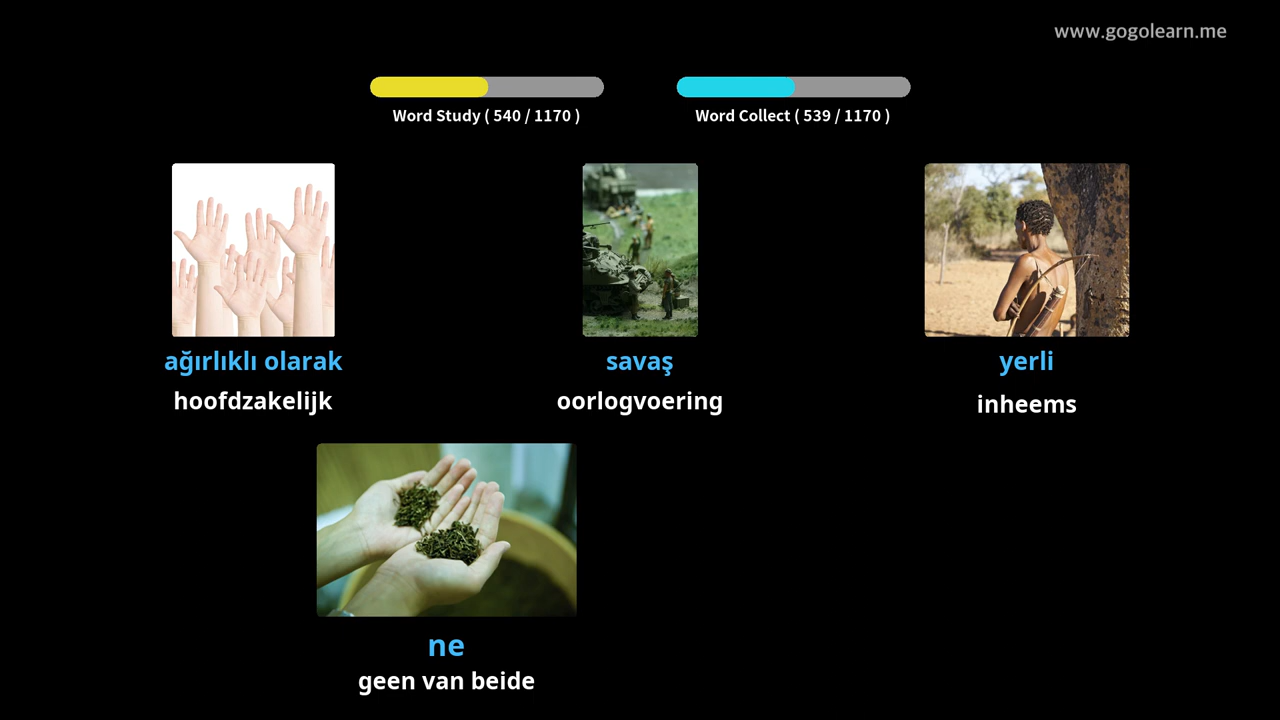 www.gogolearn.me
Word Study ( 540 / 1170 )
Word Collect ( 539 / 1170 )
ağırlıklı olarak
hoofdzakelijk
savaş
oorlogvoering
yerli
inheems
ne
geen van beide